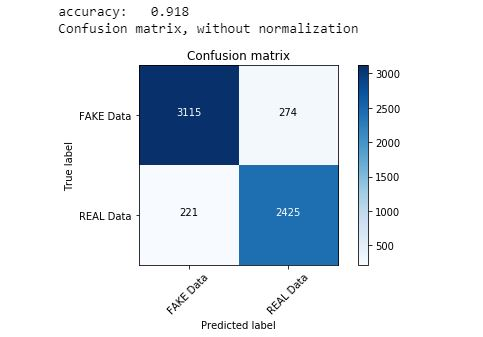 accuracy:   0.918
Confusion matrix, without normalization
Confusion matrix
3000
FAKE Data
3115
274
2500
2000
True label
1500
REAL Data
221
2425
1000
500
FAKE Data
REAL Data
Predicted label